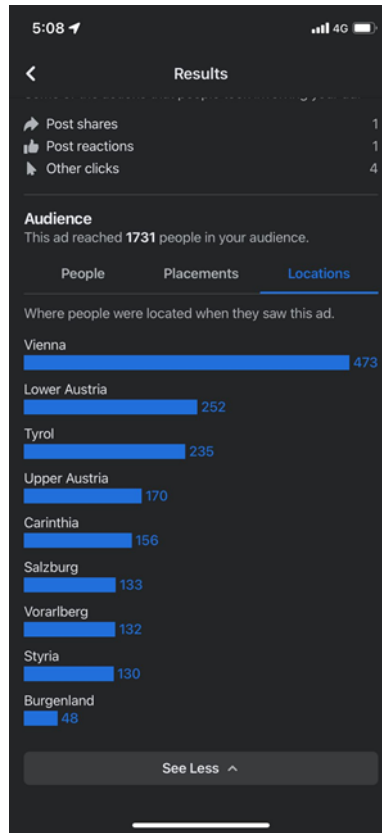 5:08
4G
Results
Post shares 1
Post reactions 1
Other clicks 4
Audience
This ad reached 1731 people in your audience.
People Placements Locations
Where people were located when they saw this ad.
Vienna
473
Lower Austria
252
Tyrol
235
Upper Austria
170
Carinthia
156
Salzburg
133
Vorarlberg
132
Styria
130
Burgenland
48
See Less